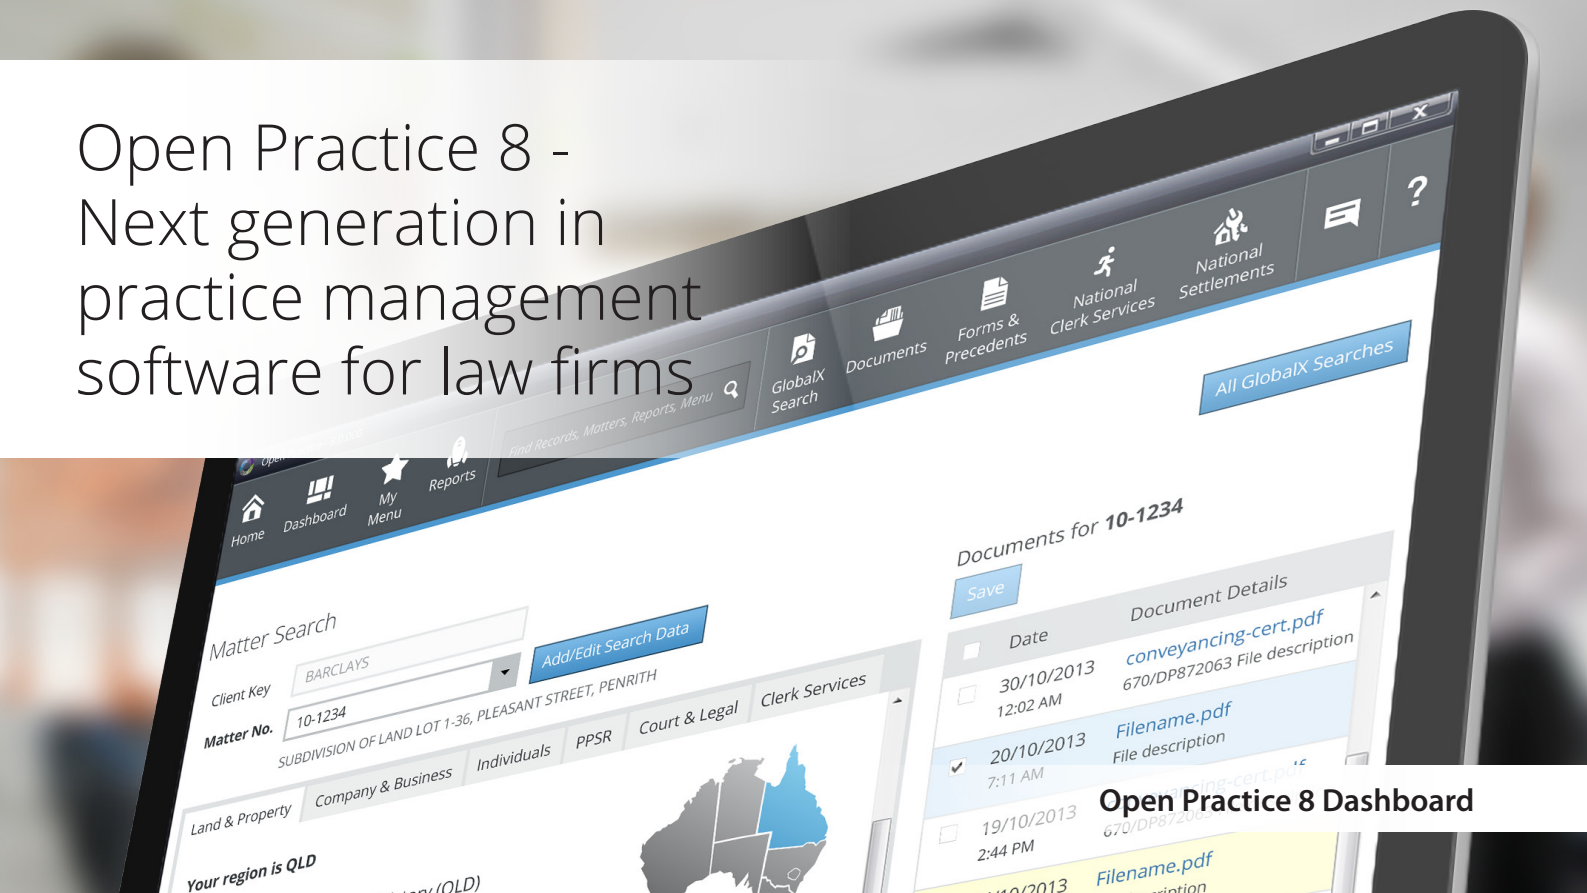 Open Practice 8 -
Next generation in
practice management
software for law firms
Home
Dashboard
My
Menu
Reports
Find Records, Matters, Reports, Menu
GlobalX
Search
Documents
Forms &
Precedents
National
Clerk Services
National
Settlements
?
All GlobalX Searches
Matter Search
Client Key
BARCLAYS
Matter No.
10-1234
Add/Edit Search Data
SUBDIVISION OF LAND LOT 1-36, PLEASANT STREET, PENRITH
Land & Property
Company & Business
Individuals
PPSR
Court & Legal
Clerk Services
Your region is QLD
(QLD)
Documents for 10-1234
Save
Date
Document Details
30/10/2013
12:02 AM
conveyancing-cert.pdf
670/DP872063 File description
20/10/2013
7:11 AM
Filename.pdf
File description
19/10/2013
2:44 PM
Filename.pdf
Open Practice 8 Dashboard